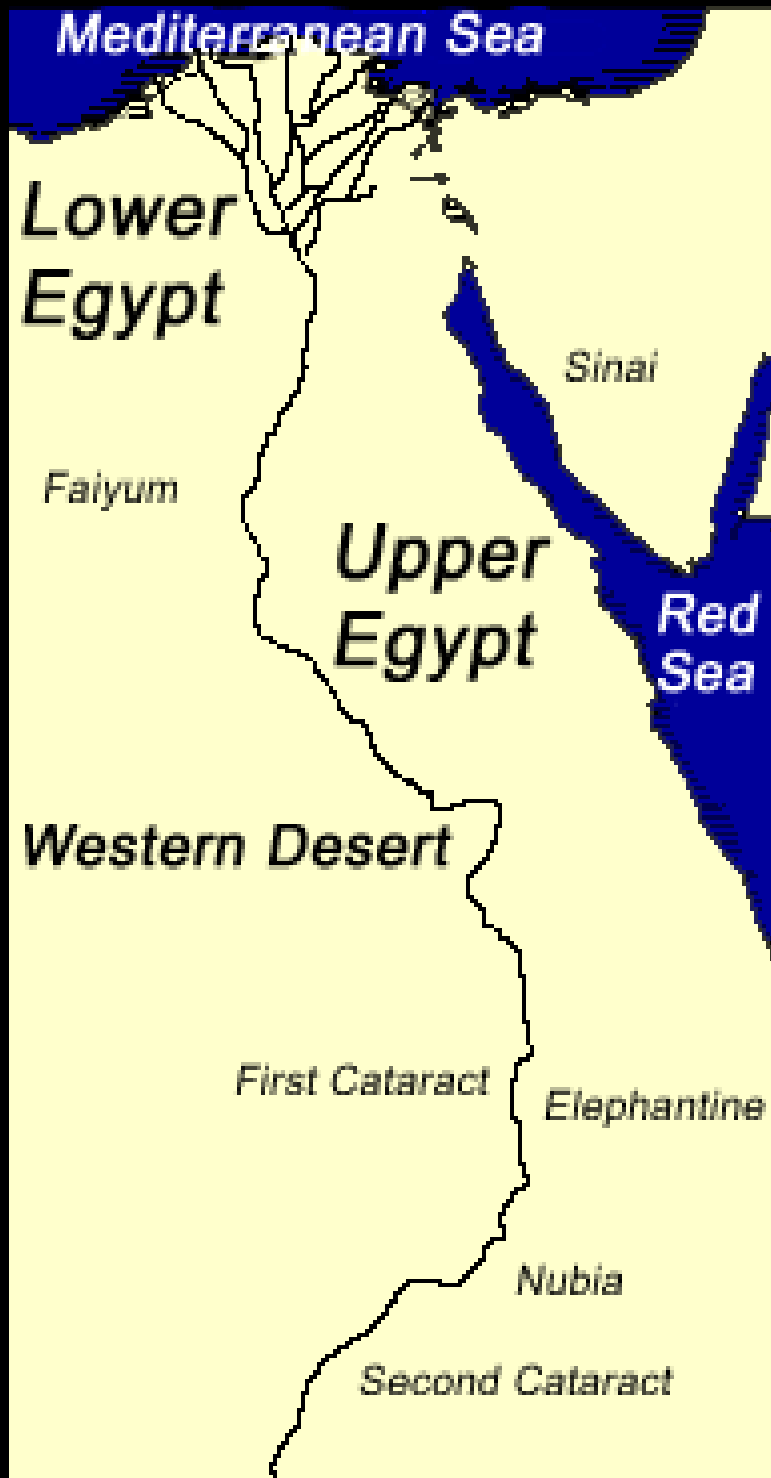 Mediterranean Sea
Lower
Egypt
Sinai
Faiyum
Upper
Egypt
Red
Sea
Western Desert
First Cataract
Elephantine
Nubia
Second Cataract